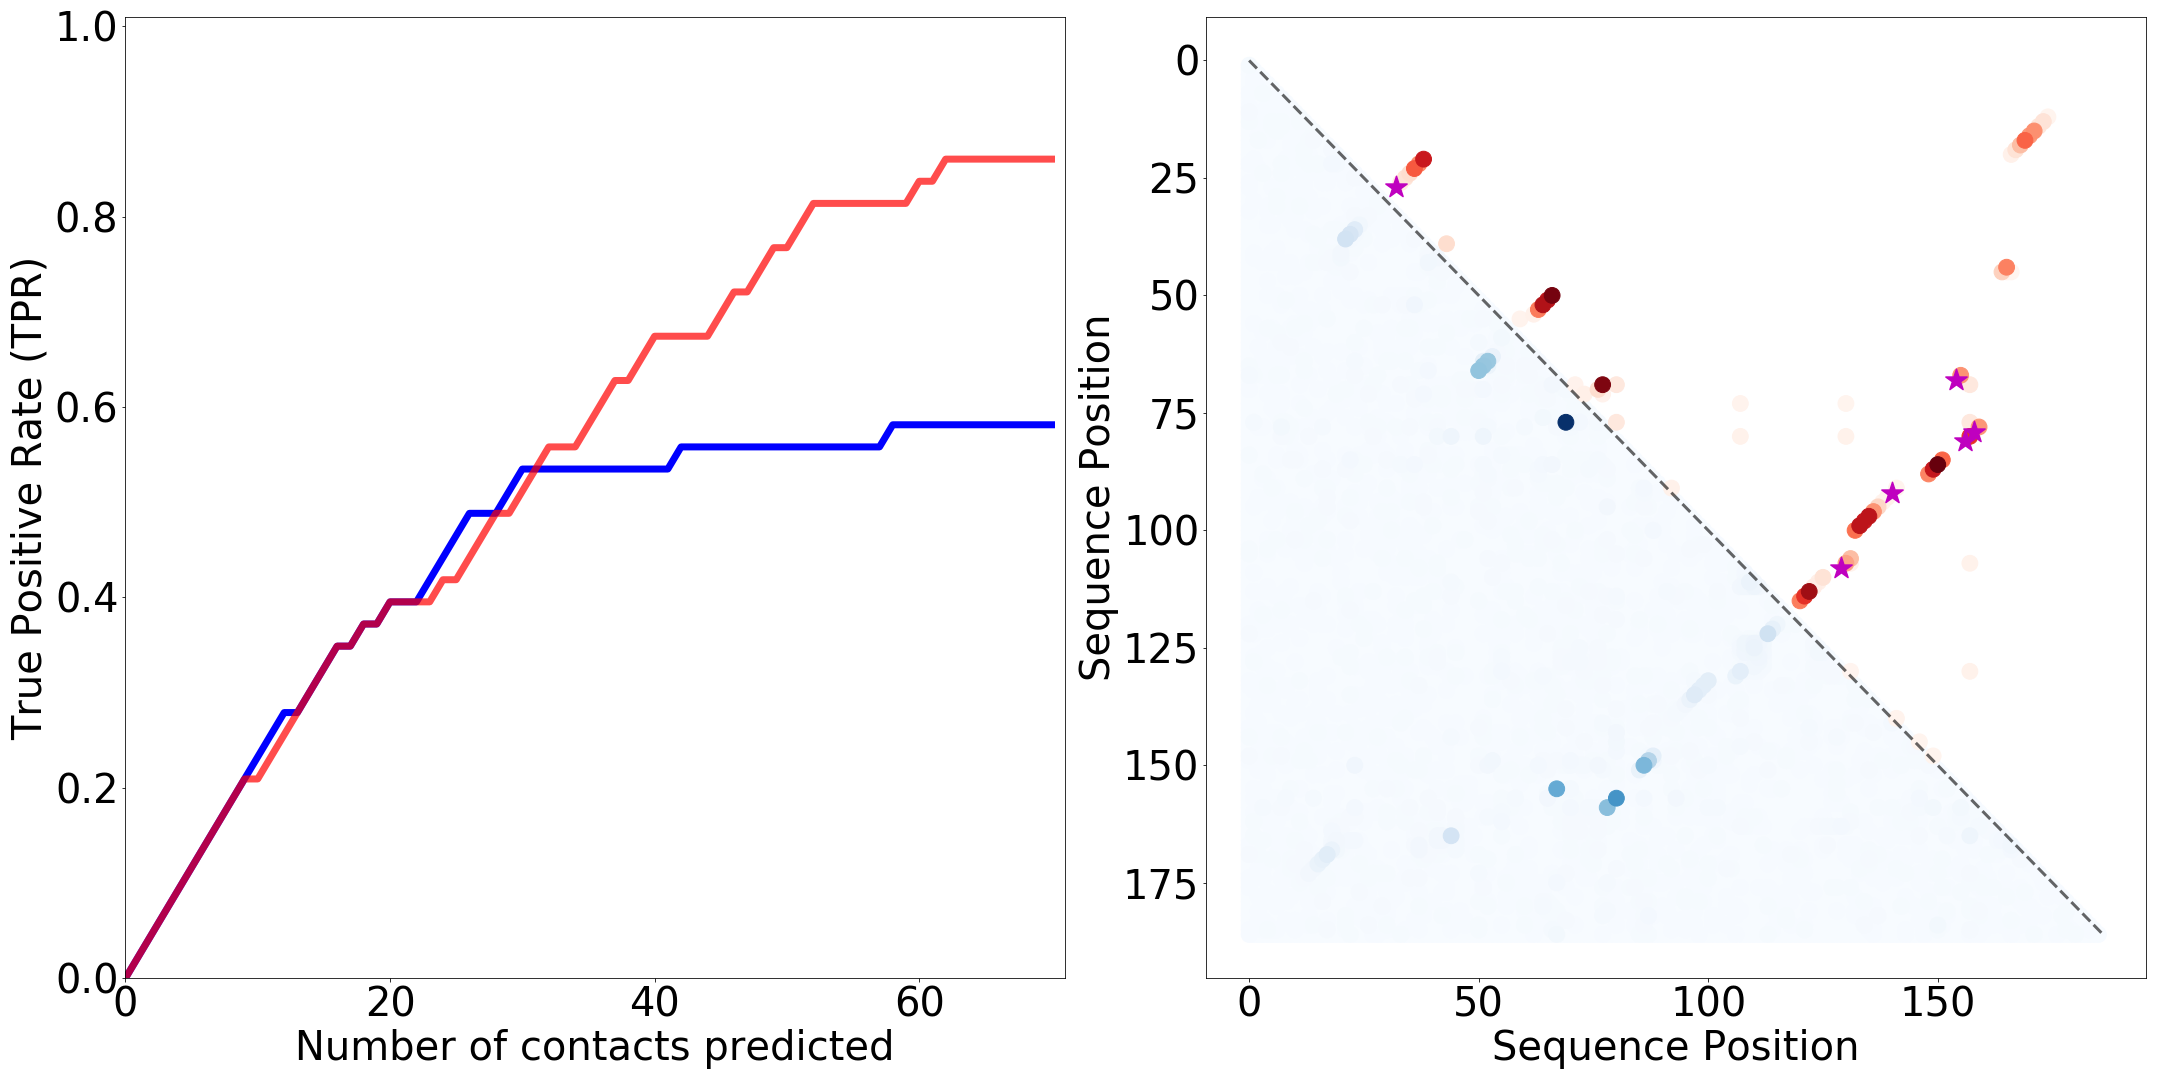 1.0
0.8
0.6
0.4
0.2
0.0
True Positive Rate (TPR)
0 20 40 60
Number of contacts predicted
0
25
50
75
100
125
150
175
Sequence Position
0 50 100 150
Sequence Position